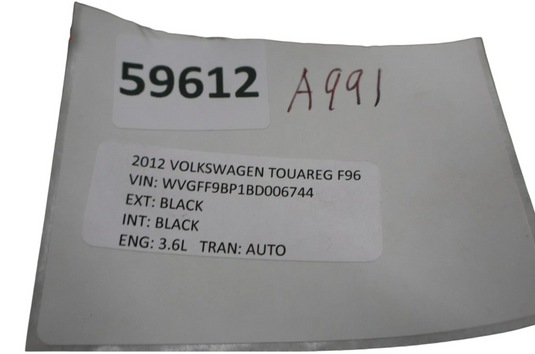 59612 A991
2012 VOLKSWAGEN TOUAREG F96
VIN: WVGFF9BP1BD006744
EXT: BLACK
INT: BLACK
ENG: 3.6L TRAN: AUTO